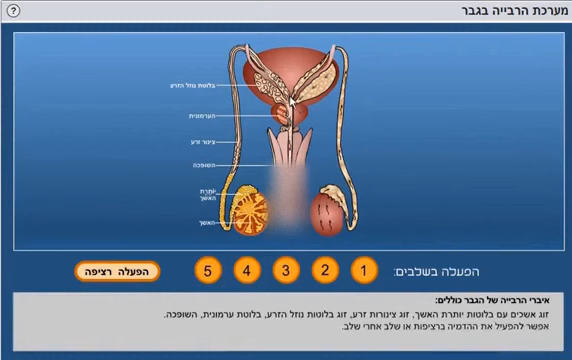 מערכת הרבייה בגבר
?
בלוטת נוזל הזרע
הערמונית
צינור זרע
השופכה
יותרת
האשך
האשך
הפעלה בשלבים:
1
2
3
4
5
הפעלה רציפה
איברי הרבייה של הגבר כוללים:
זוג אשכים עם בלוטות יותרת האשך, זוג צינורות זרע, זוג בלוטות נוזל הזרע, בלוטת ערמונית, השופכה.
אפשר להפעיל את ההדמיה ברציפות או שלב אחרי שלב.